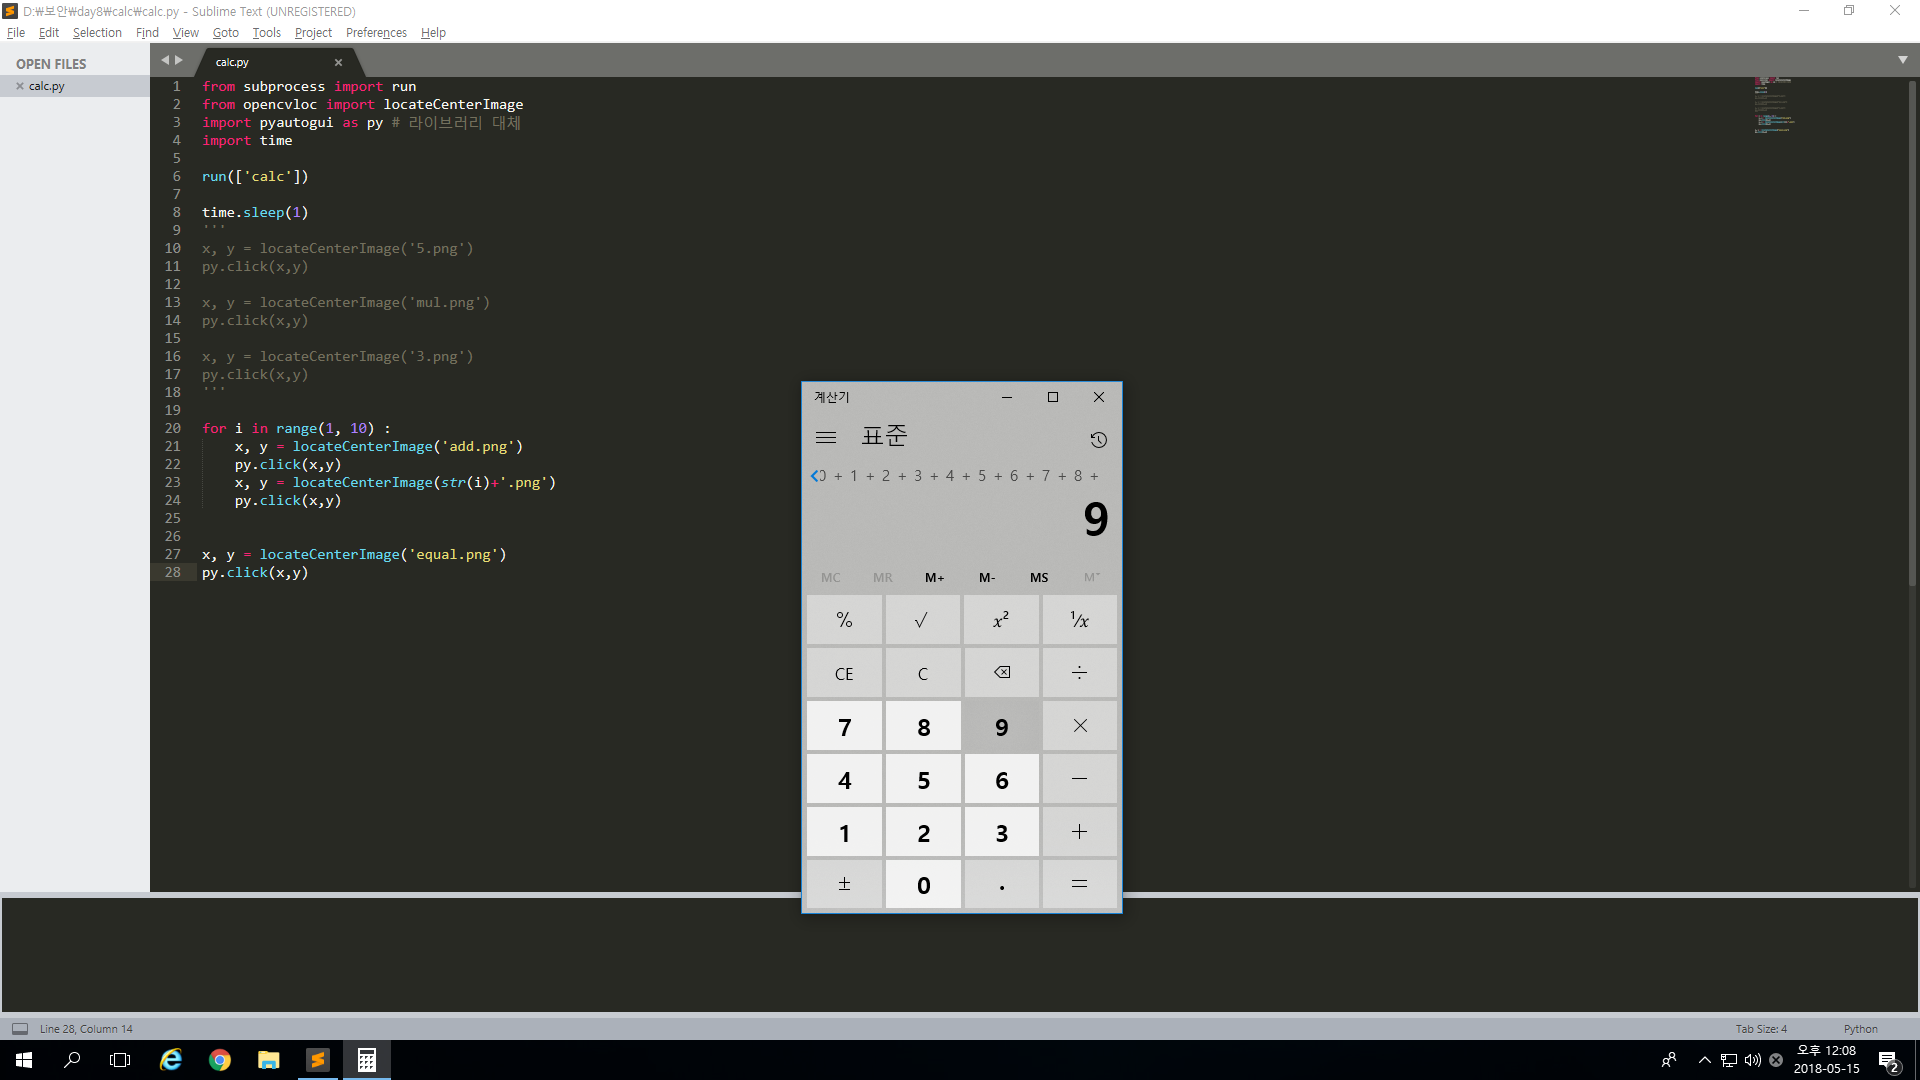 D:₩보안₩day8₩calc₩calc.py - Sublime Text (UNREGISTERED)
File Edit Selection Find View Goto Tools Project Preferences Help
OPEN FILES
calc.py
calc.py
1 from subprocess import run
2 from opencvloc import locateCenterImage
3 import pyautogui as py # 라이브러리 대체
4 import time
5
6 run(['calc'])
7
8 time.sleep(1)
9 '''
10 x, y = locateCenterImage('5.png')
11 py.click(x,y)
12
13 x, y = locateCenterImage('mul.png')
14 py.click(x,y)
15
16 x, y = locateCenterImage('3.png')
17 py.click(x,y)
18 '''
19
20 for i in range(1, 10) :
21 x, y = locateCenterImage('add.png')
22 py.click(x,y)
23 x, y = locateCenterImage(str(i)+'.png')
24 py.click(x,y)
25
26
27 x, y = locateCenterImage('equal.png')
28 py.click(x,y)
계산기
표준
0 + 1 + 2 + 3 + 4 + 5 + 6 + 7 + 8 +
9
MC MR M+ M- MS M˅
% √ x² ¹/x
CE C ÷
7 8 9 ×
4 5 6 −
1 2 3 +
± 0 . =
Line 28, Column 14
Tab Size: 4 Python
오후 12:08
2018-05-15
2